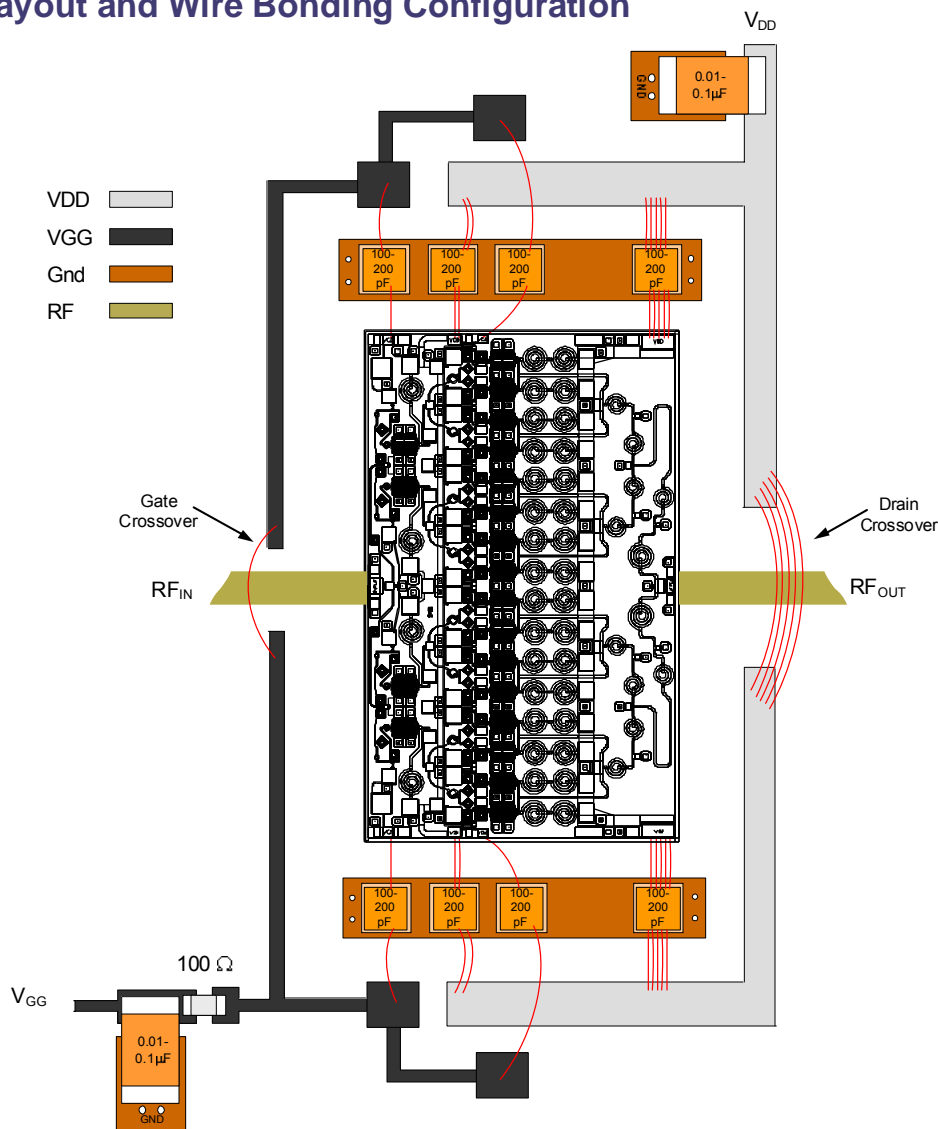 ayout and Wire Bonding Configuration
VDD
0.01-
0.1µF
GND
VDD
VGG
Gnd
RF
100-
200
pF
100-
200
pF
100-
200
pF
100-
200
pF
Gate
Crossover
Drain
Crossover
RFIN
RFOUT
100-
200
pF
100-
200
pF
100-
200
pF
100-
200
pF
100 Ω
VGG
0.01-
0.1µF
GND